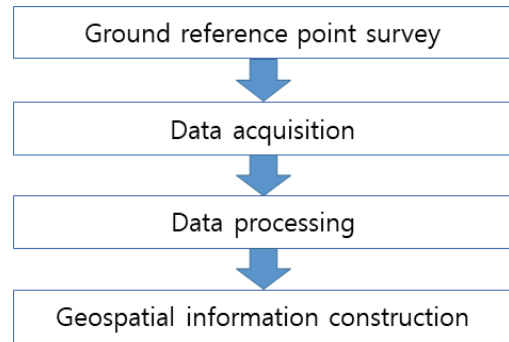 Ground reference point survey
Data acquisition
Data processing
Geospatial information construction